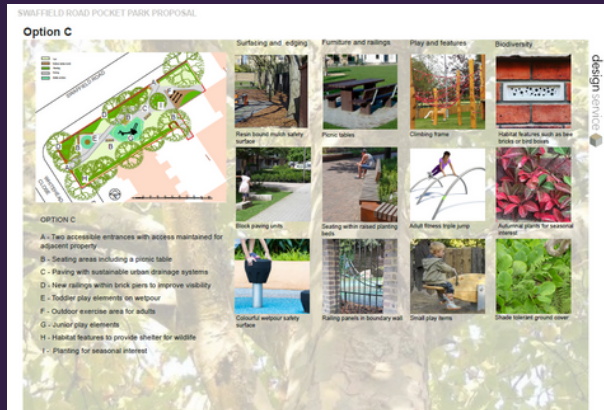 SWAFFIELD ROAD POCKET PARK PROPOSAL
Option C
SWAFFIELD ROAD
WHITEHEAD CLOSE
OPTION C
A - Two accessible entrances with access maintained for
adjacent property
B - Seating areas including a picnic table
C - Paving with sustainable urban drainage systems
D - New railings within brick piers to improve visibility
E - Toddler play elements on wetpour
F - Outdoor exercise area for adults
G - Junior play elements
H - Habitat features to provide shelter for wildlife
I - Planting for seasonal interest
Surfacing and edging
Resin bound mulch safety
surface
Block paving units
Colourful wetpour safety
surface
Furniture and railings
Picnic tables
Seating within raised planting
beds
Railing panels in boundary wall
Play and features
Climbing frame
Adult fitness triple jump
Small play items
Biodiversity
Habitat features such as bee
bricks or bird boxes
Autumnal plants for seasonal
interest
Shade tolerant ground cover
designservice